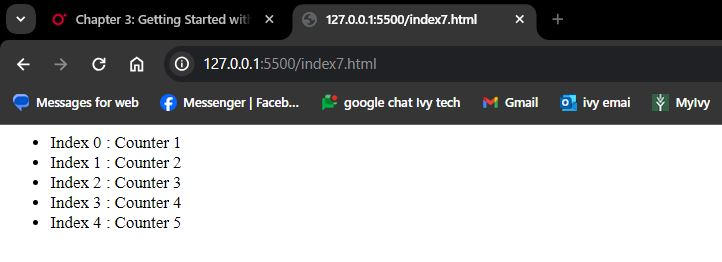 Chapter 3: Getting Started with
127.0.0.1:5500/index7.html
127.0.0.1:5500/index7.html
Messages for web
Messenger | Faceb...
google chat Ivy tech
Gmail
ivy emai
MyIvy
Index 0 : Counter 1
Index 1 : Counter 2
Index 2 : Counter 3
Index 3 : Counter 4
Index 4 : Counter 5